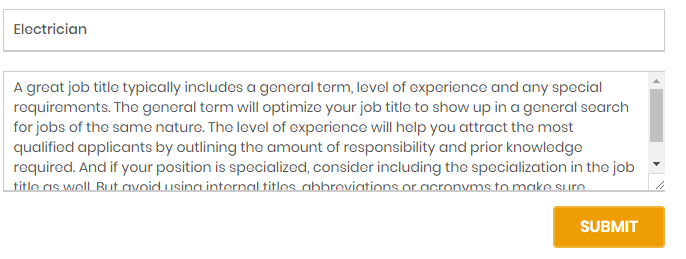 Electrician
A great job title typically includes a general term, level of experience and any special
requirements. The general term will optimize your job title to show up in a general search
for jobs of the same nature. The level of experience will help you attract the most
qualified applicants by outlining the amount of responsibility and prior knowledge
required. And if your position is specialized, consider including the specialization in the job
title as well. But avoid using internal titles, abbreviations or acronyms to make sure
SUBMIT